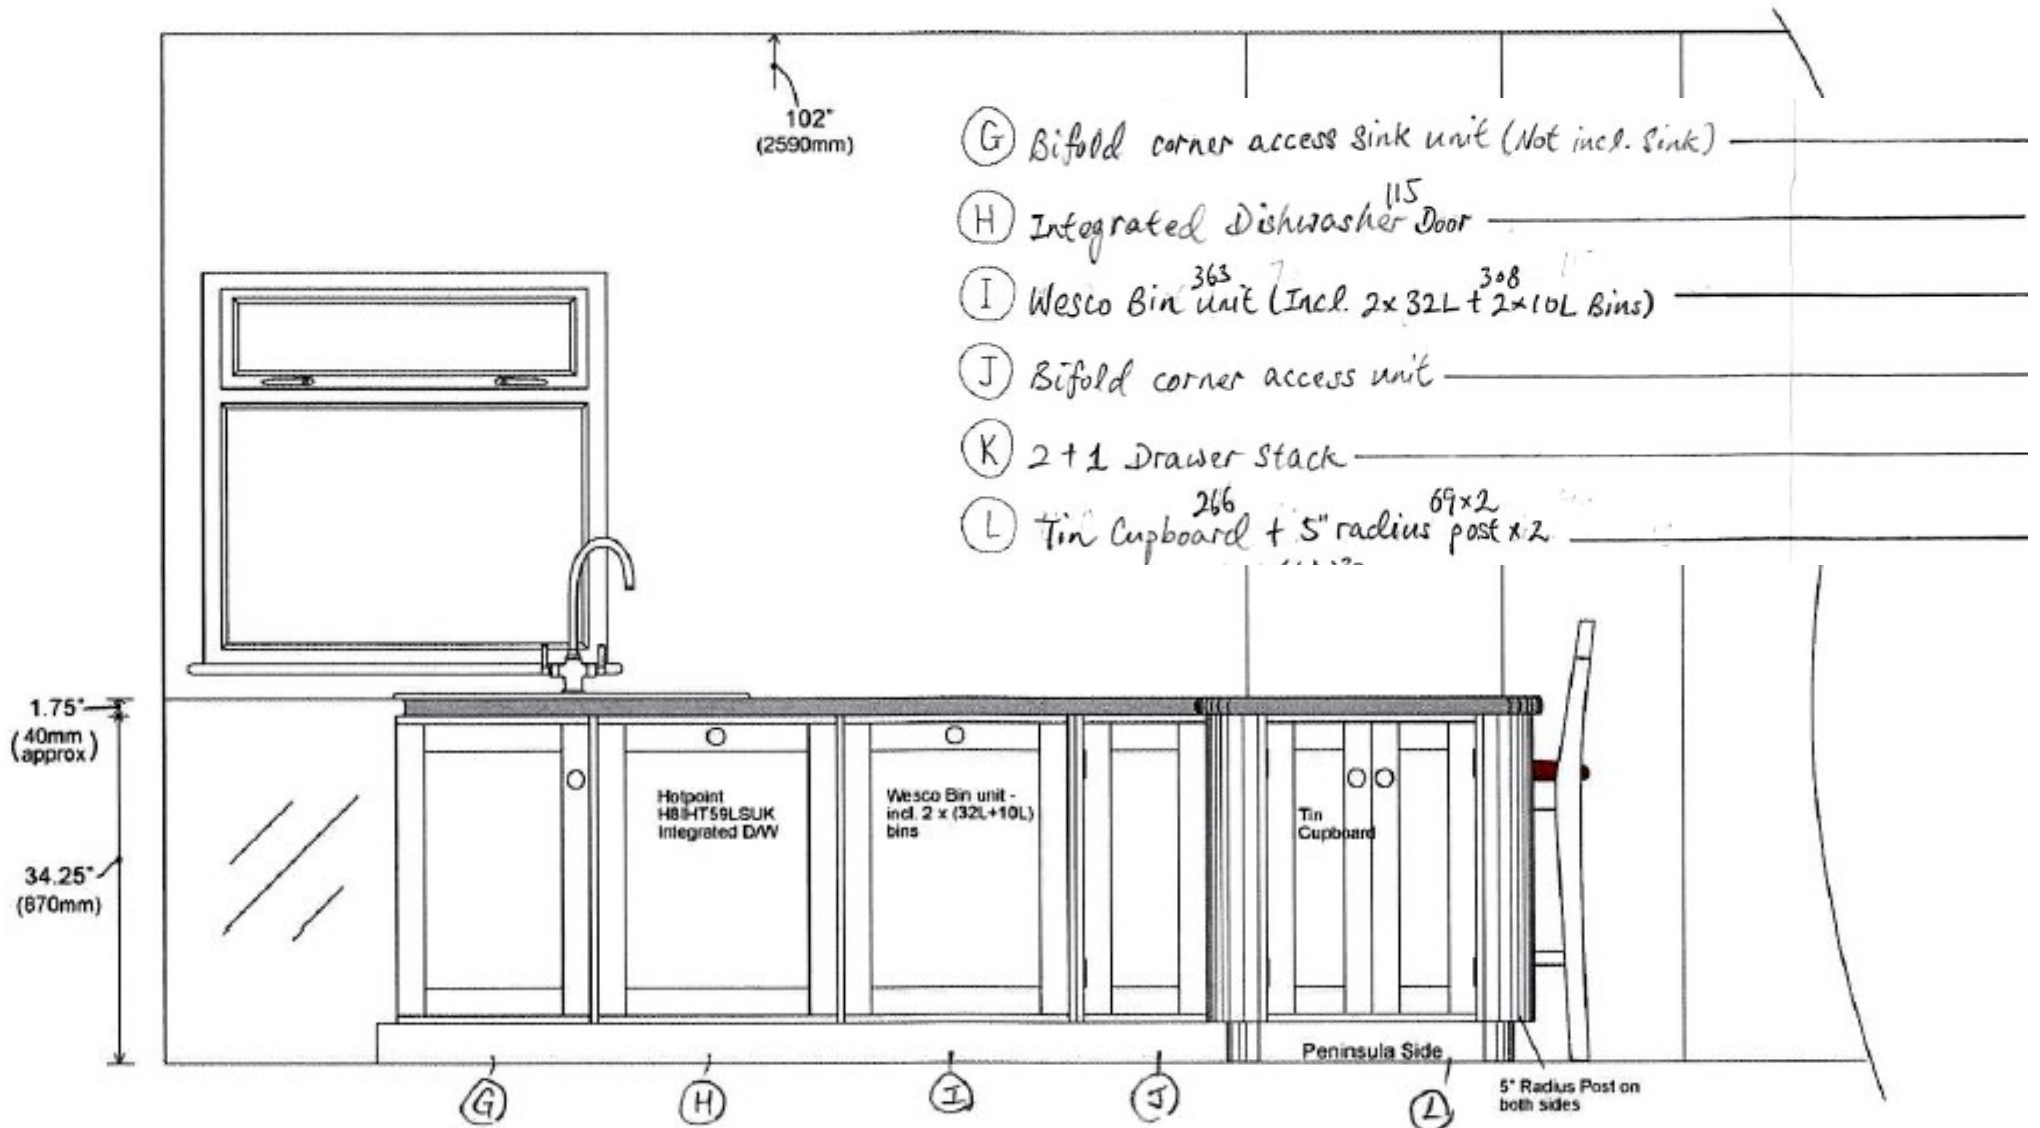 102"
(2590mm)
G Bifold corner access sink unit (Not incl. Sink)
115
H Integrated Dishwasher Door
363 308
I Wesco Bin unit (Incl. 2x32L + 2x10L Bins)
J Bifold corner access unit
K 2+1 Drawer Stack
266 69x2
L Tin Cupboard + 5" radius post x 2
1.75"
(40mm
approx)
34.25"
(870mm)
Hotpoint
H8IHT59LSUK
Integrated D/W
Wesco Bin unit -
incl. 2 x (32L+10L)
bins
Tin
Cupboard
Peninsula Side
5" Radius Post on
both sides
G H I J L